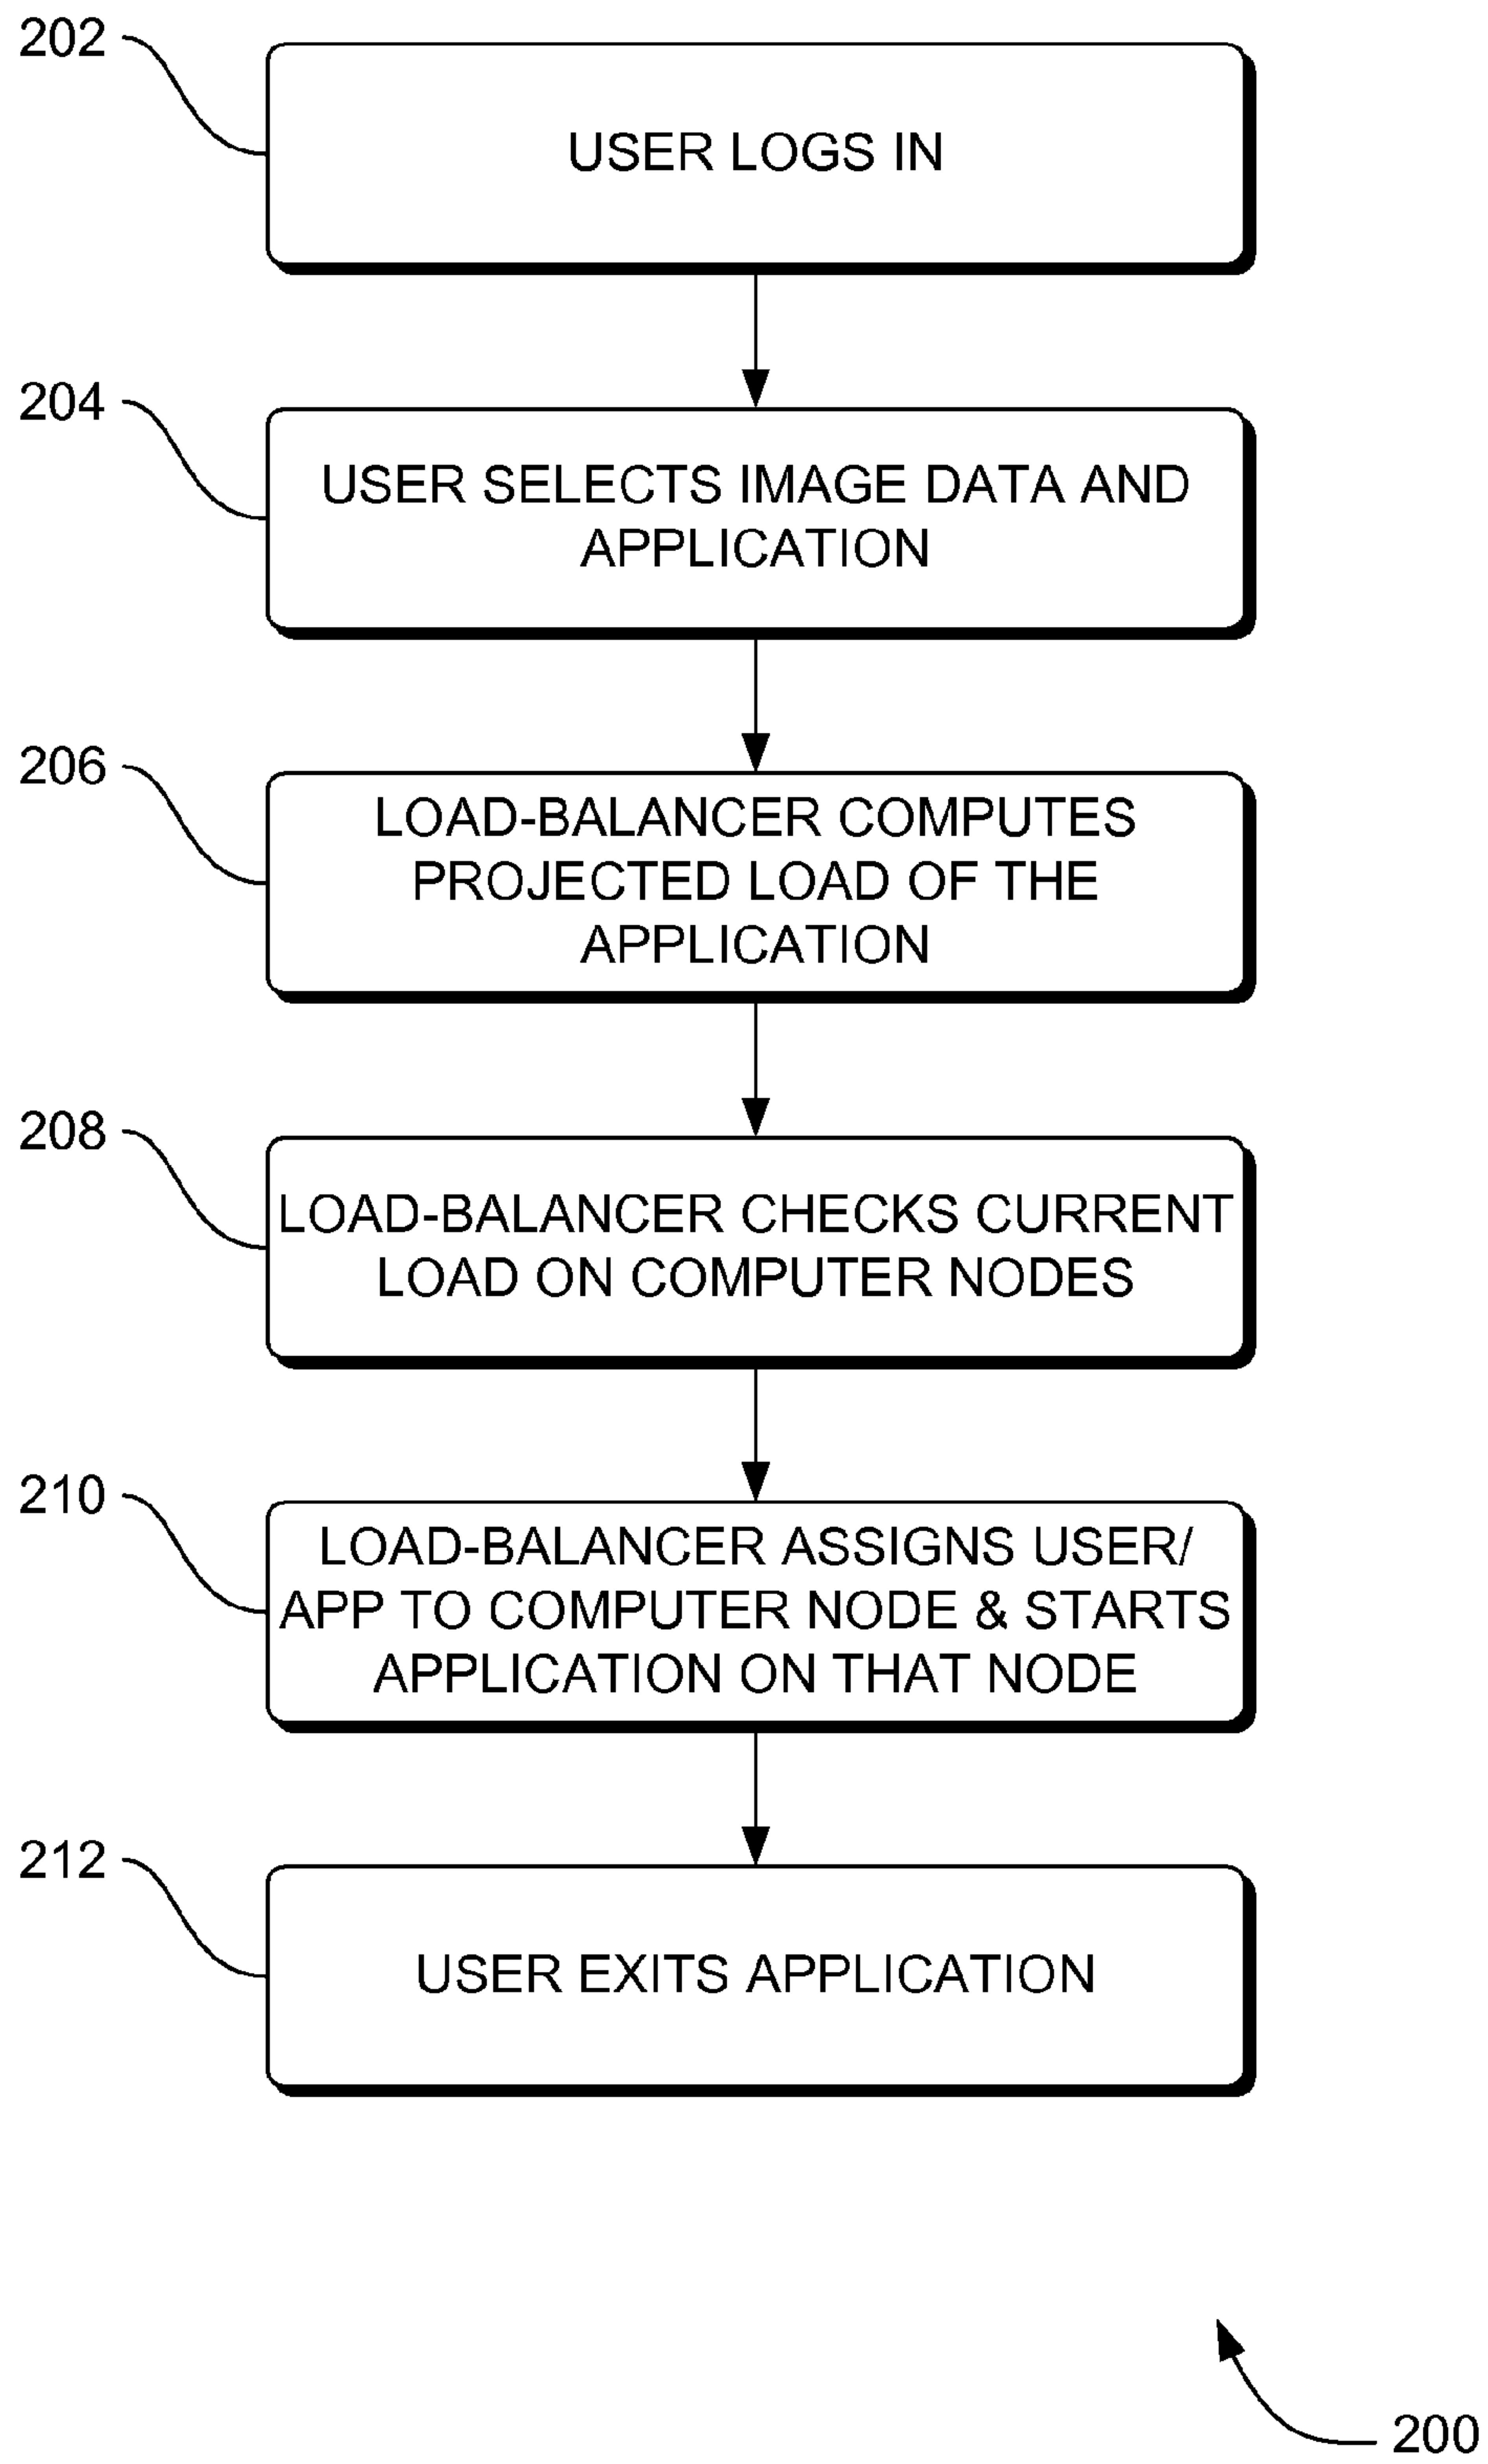 202
USER LOGS IN
204
USER SELECTS IMAGE DATA AND
APPLICATION
206
LOAD-BALANCER COMPUTES
PROJECTED LOAD OF THE
APPLICATION
208
LOAD-BALANCER CHECKS CURRENT
LOAD ON COMPUTER NODES
210
LOAD-BALANCER ASSIGNS USER/
APP TO COMPUTER NODE & STARTS
APPLICATION ON THAT NODE
212
USER EXITS APPLICATION
200